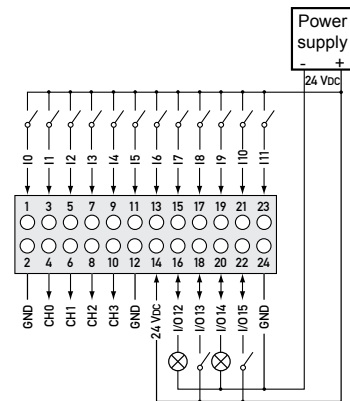 Power
supply
- +
24 VDC
I0 I1 I2 I3 I4 I5 I6 I7 I8 I9 I10 I11
1 3 5 7 9 11 13 15 17 19 21 23
2 4 6 8 10 12 14 16 18 20 22 24
GND CH0 CH1 CH2 CH3 GND 24 VDC I/O12 I/O13 I/O14 I/O15 GND